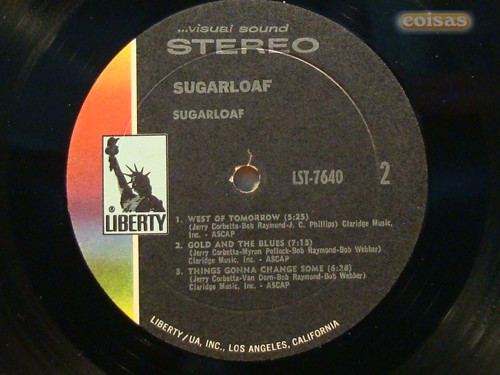 coisas
...visual sound
STEREO
SUGARLOAF
SUGARLOAF
LST-7640
2
®
LIBERTY
1. WEST OF TOMORROW (5:25)
(Jerry Corbetta-Bob Raymond-J. C. Phillips) Claridge Music,
Inc. - ASCAP
2. GOLD AND THE BLUES (7:15)
(Jerry Corbetta-Myron Pollock-Bob Raymond-Bob Webber)
Claridge Music, Inc. - ASCAP
3. THINGS GONNA CHANGE SOME (6:38)
(Jerry Corbetta-Van Dorn-Bob Raymond-Bob Webber)
Claridge Music, Inc. - ASCAP
LIBERTY/UA, INC., LOS ANGELES, CALIFORNIA